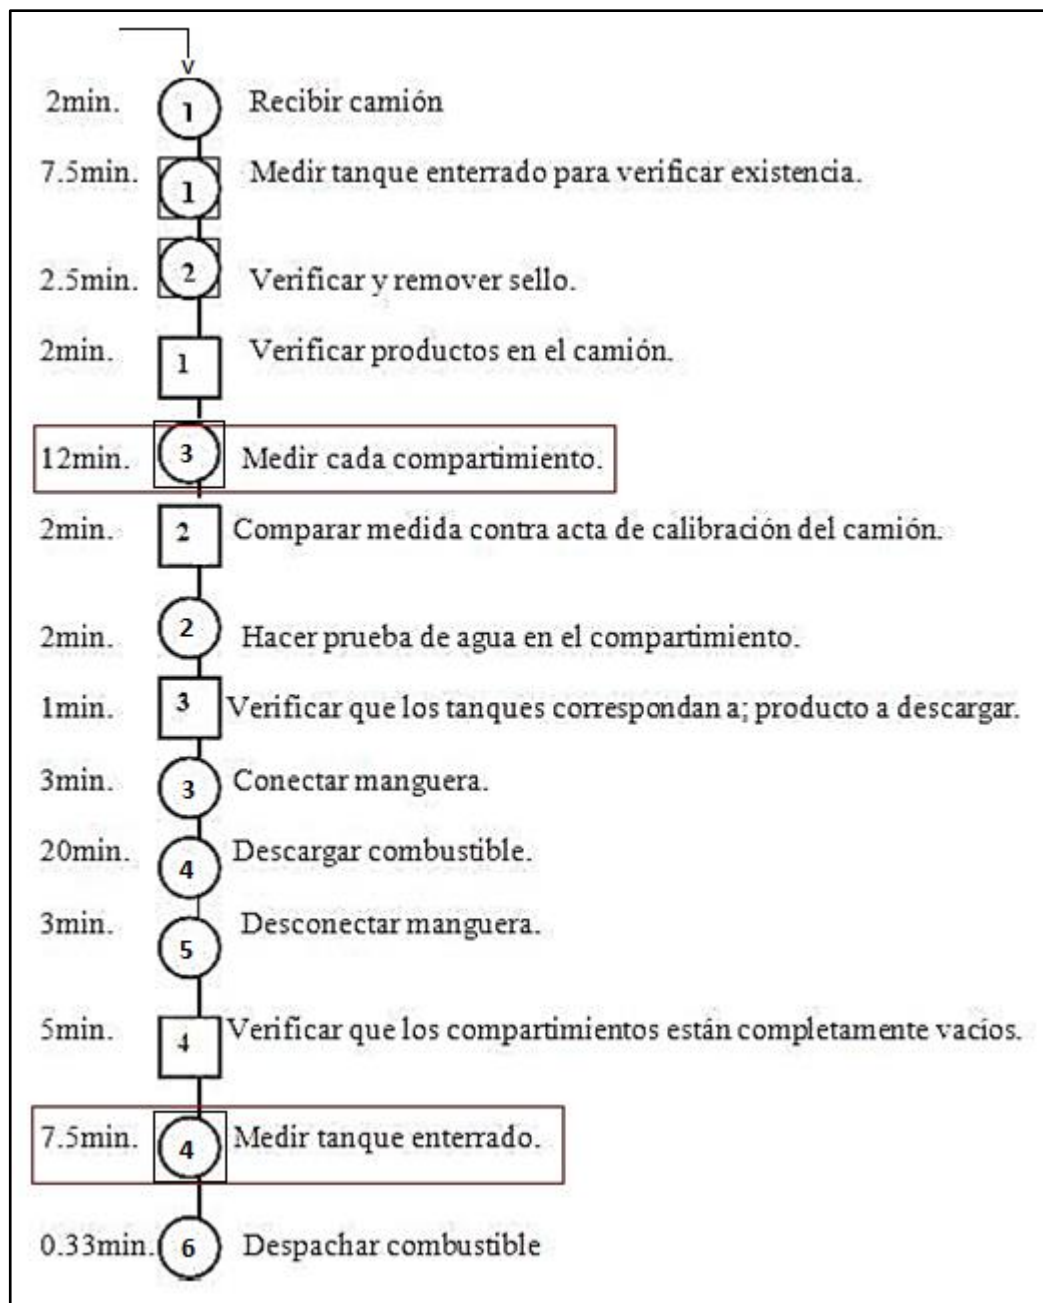 2min. 1 Recibir camión
7.5min. 1 Medir tanque enterrado para verificar existencia.
2.5min. 2 Verificar y remover sello.
2min. 1 Verificar productos en el camión.
12min. 3 Medir cada compartimiento.
2min. 2 Comparar medida contra acta de calibración del camión.
2min. 2 Hacer prueba de agua en el compartimiento.
1min. 3 Verificar que los tanques correspondan a; producto a descargar.
3min. 3 Conectar manguera.
20min. 4 Descargar combustible.
3min. 5 Desconectar manguera.
5min. 4 Verificar que los compartimientos están completamente vacíos.
7.5min. 4 Medir tanque enterrado.
0.33min. 6 Despachar combustible